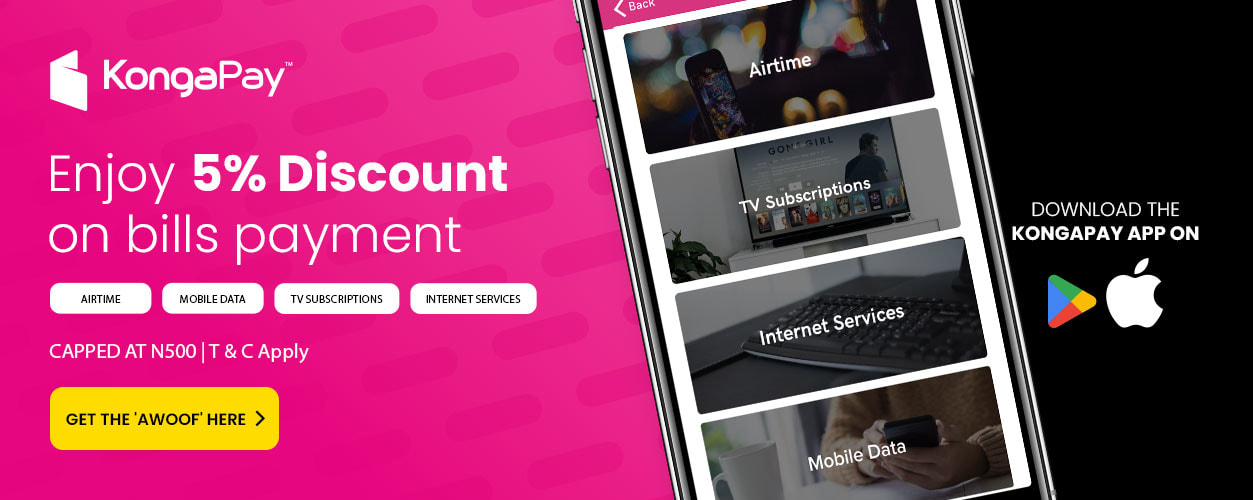 KongaPay™
Enjoy 5% Discount
on bills payment
AIRTIME
MOBILE DATA
TV SUBSCRIPTIONS
INTERNET SERVICES
CAPPED AT N500 | T & C Apply
GET THE 'AWOOF' HERE >
Back
Airtime
GONE GIRL
TV Subscriptions
Internet Services
Mobile Data
DOWNLOAD THE
KONGAPAY APP ON